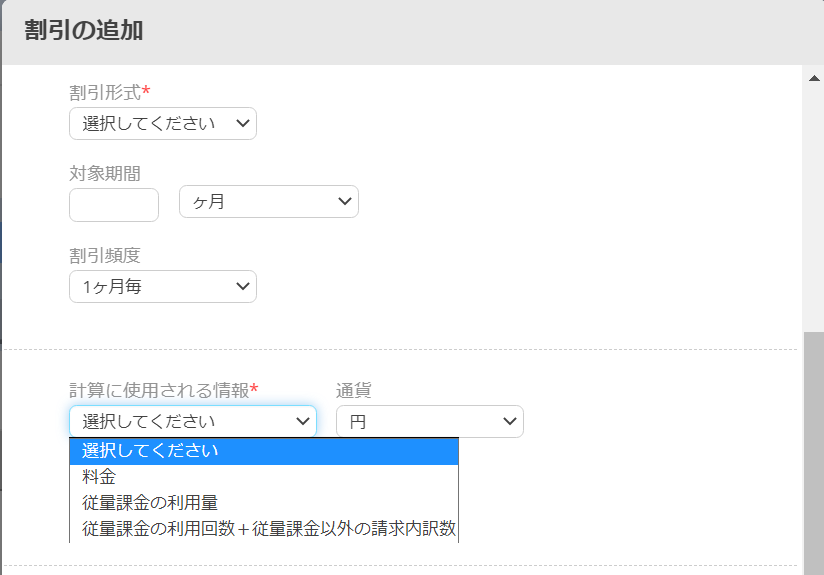 割引の追加
割引形式*
選択してください
対象期間
ヶ月
割引頻度
1ヶ月毎
計算に使用される情報* 通貨
選択してください 円
選択してください
料金
従量課金の利用量
従量課金の利用回数＋従量課金以外の請求内訳数